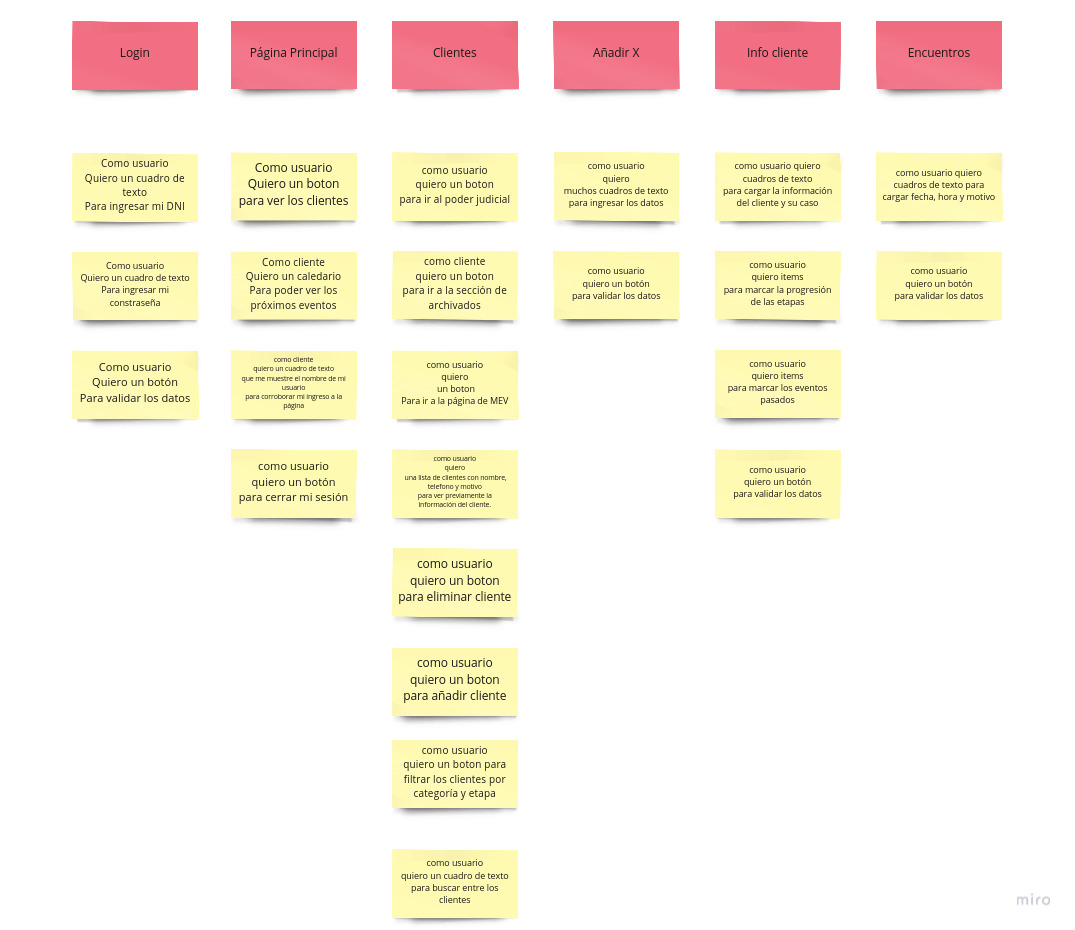 Login
Página Principal
Clientes
Añadir X
Info cliente
Encuentros
Como usuario
Quiero un cuadro de
texto
Para ingresar mi DNI
Como usuario
Quiero un boton
para ver los clientes
como usuario
quiero un boton
para ir al poder judicial
como usuario
quiero
muchos cuadros de texto
para ingresar los datos
como usuario quiero
cuadros de texto
para cargar la información
del cliente y su caso
como usuario quiero
cuadros de texto para
cargar fecha, hora y motivo
Como usuario
Quiero un cuadro de texto
Para ingresar mi
constraseña
Como cliente
Quiero un caledario
Para poder ver los
próximos eventos
como cliente
quiero un boton
para ir a la sección de
archivados
como usuario
quiero un botón
para validar los datos
como usuario
quiero items
para marcar la progresión
de las etapas
como usuario
quiero un botón
para validar los datos
Como usuario
Quiero un botón
Para validar los datos
como cliente
quiero un cuadro de texto
que me muestre el nombre de mi
usuario
para corroborar mi ingreso a la
página
como usuario
quiero
un boton
Para ir a la página de MEV
como usuario
quiero items
para marcar los eventos
pasados
como usuario
quiero un botón
para cerrar mi sesión
como usuario
quiero
una lista de clientes con nombre,
telefono y motivo
para ver previamente la
información del cliente.
como usuario
quiero un botón
para validar los datos
como usuario
quiero un boton
para eliminar cliente
como usuario
quiero un boton
para añadir cliente
como usuario
quiero un boton para
filtrar los clientes por
categoría y etapa
como usuario
quiero un cuadro de texto
para buscar entre los
clientes
miro